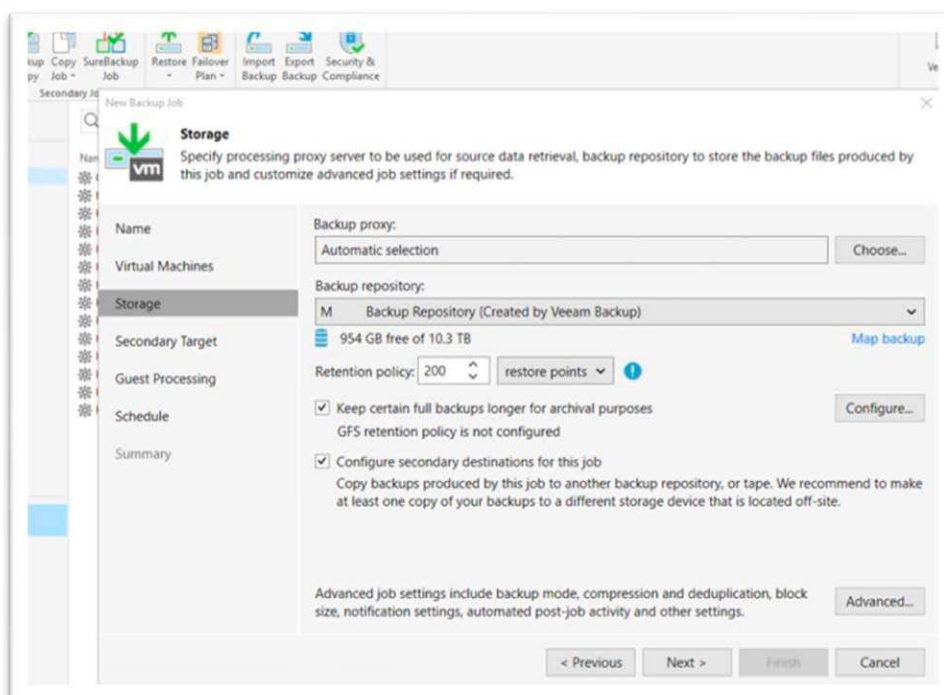 Copy SureBackup Restore Failover Import Export Security &
Job Job Plan Backup Backup Compliance
New Backup Job
Storage
Specify processing proxy server to be used for source data retrieval, backup repository to store the backup files produced by
this job and customize advanced job settings if required.
vm
Name
Virtual Machines
Storage
Secondary Target
Guest Processing
Schedule
Summary
Backup proxy:
Automatic selection
Choose...
Backup repository:
M Backup Repository (Created by Veeam Backup)
954 GB free of 10.3 TB
Map backup
Retention policy: 200 restore points
Keep certain full backups longer for archival purposes
Configure...
GFS retention policy is not configured
Configure secondary destinations for this job
Copy backups produced by this job to another backup repository, or tape. We recommend to make
at least one copy of your backups to a different storage device that is located off-site.
Advanced job settings include backup mode, compression and deduplication, block
size, notification settings, automated post-job activity and other settings.
Advanced...
< Previous
Next >
Finish
Cancel